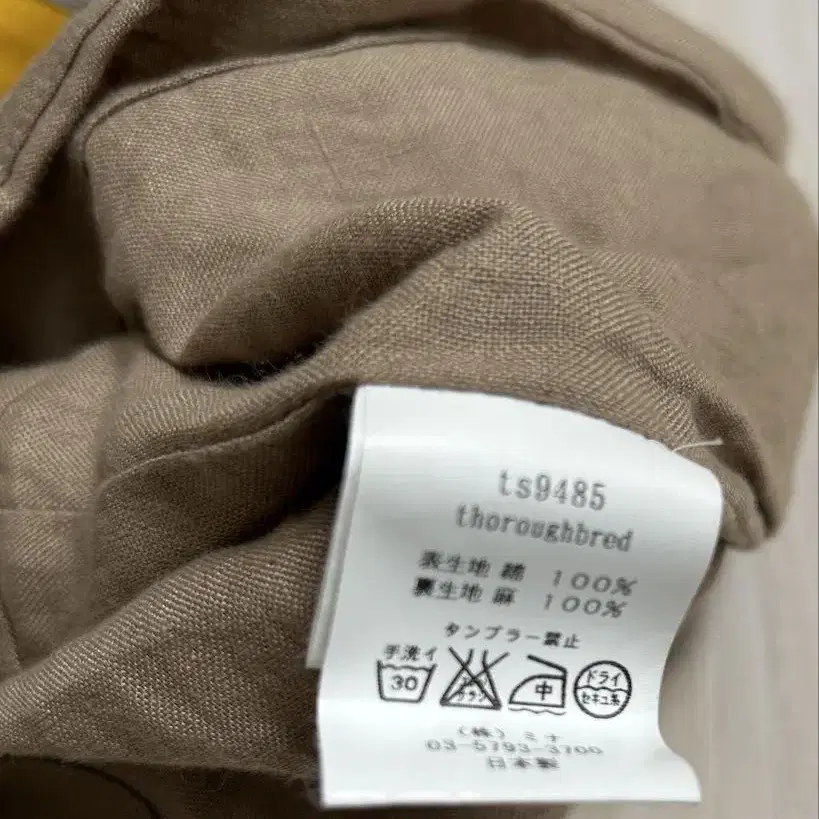 ts9485
thoroughbred
表生地 綿 100%
裏生地 麻 100%
タンブラー禁止
手洗イ
30 中 ドライ
セキュ系
(株) ミナ
03-5793-3700
日本製